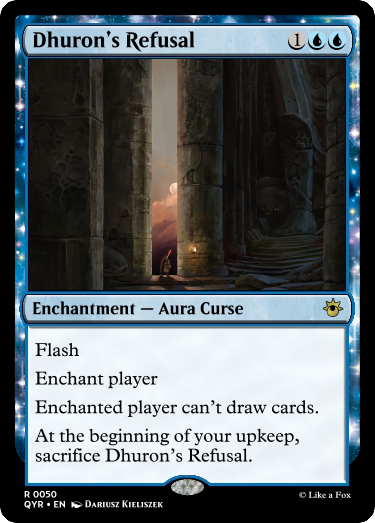 Dhuron's Refusal 1
Enchantment — Aura Curse
Flash
Enchant player
Enchanted player can't draw cards.
At the beginning of your upkeep,
sacrifice Dhuron's Refusal.
R 0050
QYR • EN Dariusz Kieliszek
© Like a Fox